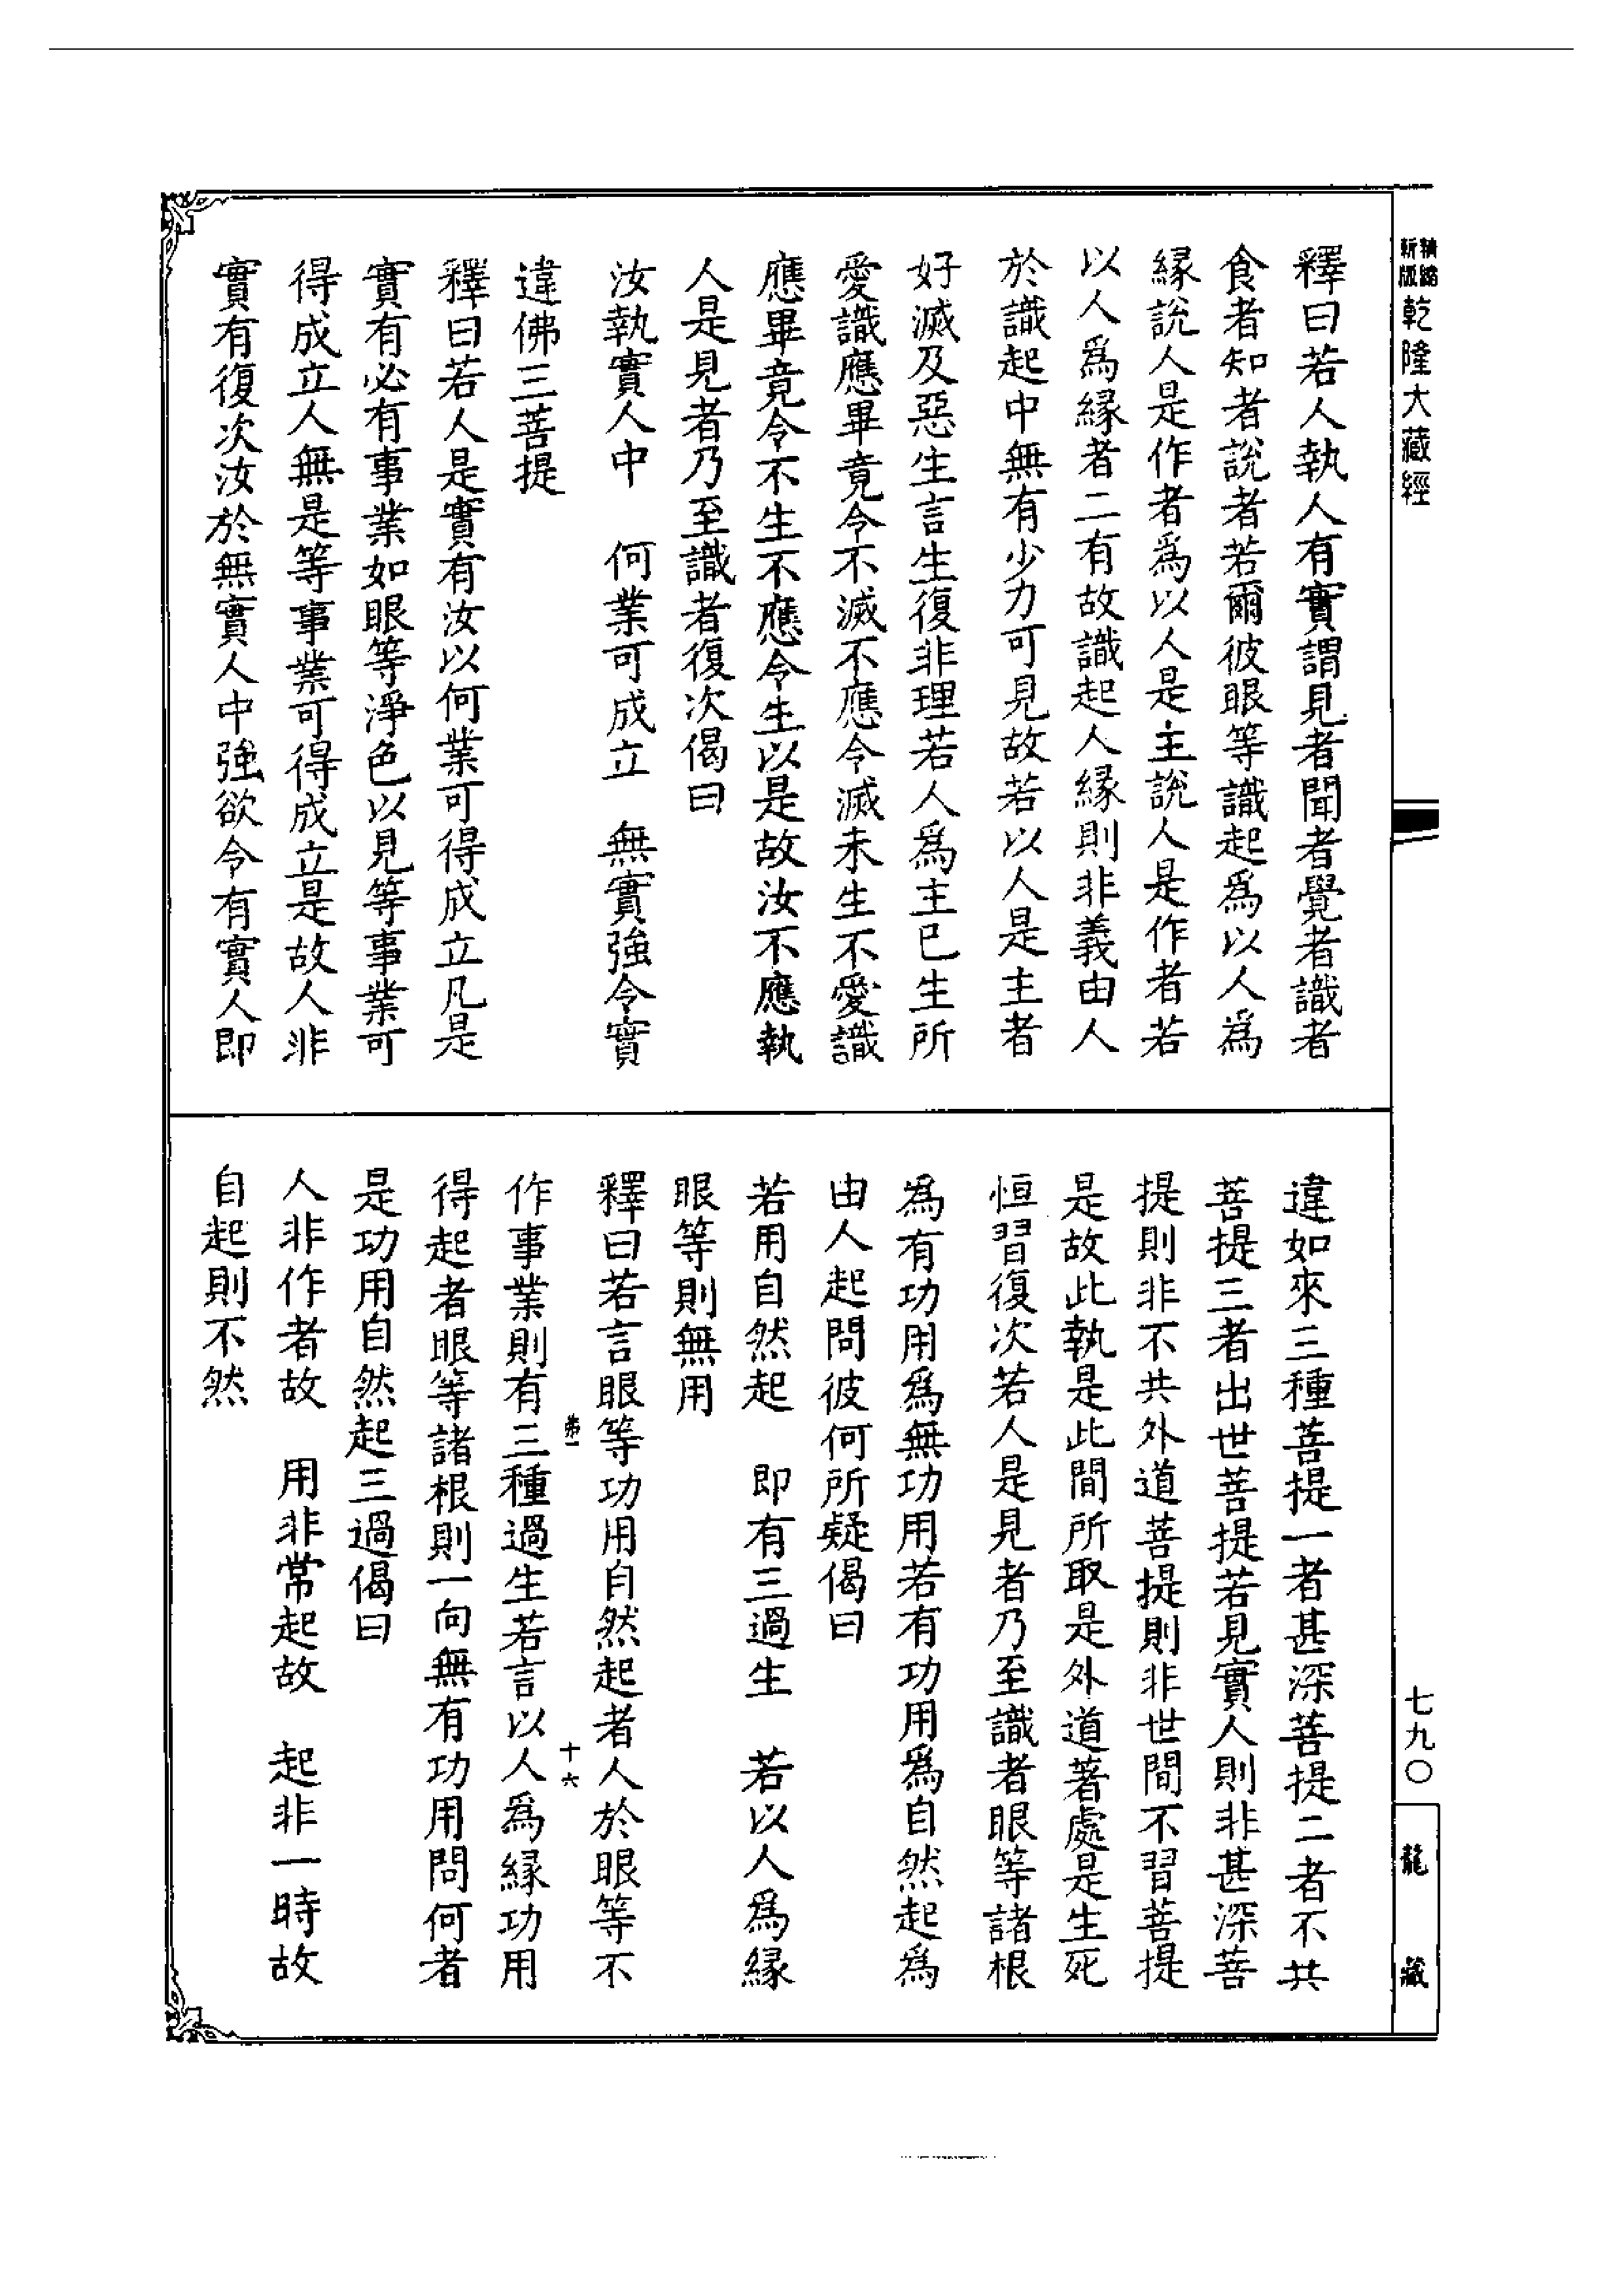 精縮
新版
乾隆大藏經
釋曰若人執人有實謂見者聞者覺者識者
食者知者說者若爾彼眼等識起爲以人爲
緣說人是作者爲以人是主說人是作者若
以人爲緣者二有故識起人緣則非義由人
於識起中無有少力可見故若以人是主者
好滅及惡生言生復非理若人爲主已生所
愛識應畢竟令不滅不應令滅未生不愛識
應畢竟令不生不應令生以是故汝不應執
人是見者乃至識者復次偈曰
汝執實人中　何業可成立　無實強令實
違佛三菩提
釋曰若人是實有汝以何業可得成立凡是
實有必有事業如眼等淨色以見等事業可
得成立人無是等事業可得成立是故人非
實有復次汝於無實人中強欲令有實人即
違如來三種菩提一者甚深菩提二者不共
菩提三者出世菩提若見實人則非甚深菩
提則非不共外道菩提則非世間不習菩提
是故此執是此間所取是外道著處是生死
恒習復次若人是見者乃至識者眼等諸根
爲有功用爲無功用若有功用爲自然起爲
由人起問彼何所疑偈曰
若用自然起　即有三過生　若以人爲緣
眼等則無用
釋曰若言眼等功用自然起者人於眼等不
第一　十六
作事業則有三種過生若言以人爲緣功用
得起者眼等諸根則一向無有功用問何者
是功用自然起三過偈曰
人非作者故　用非常起故　起非一時故
自起則不然
七九〇
龍藏